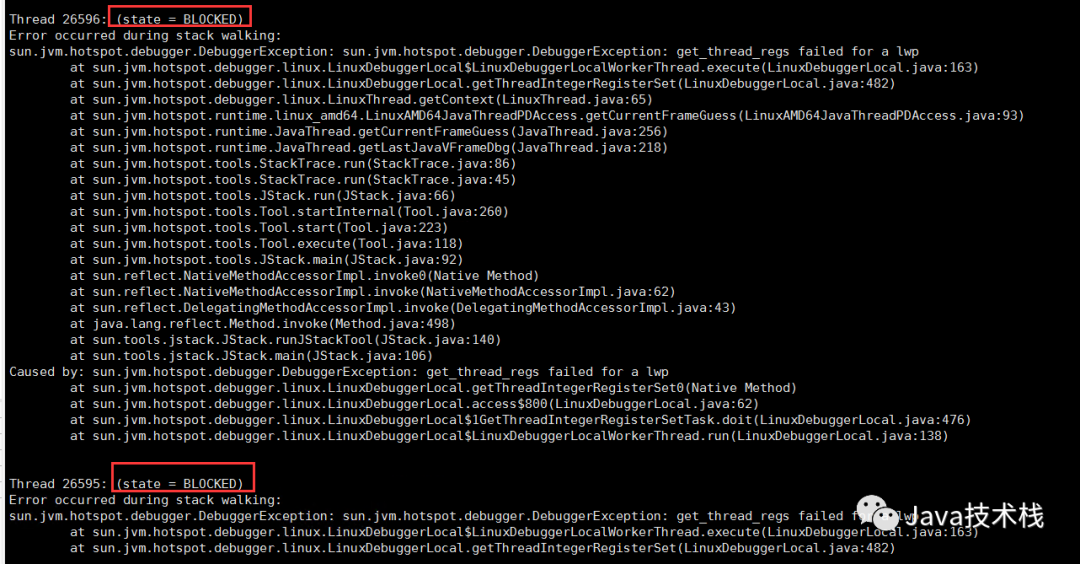 Thread 26596: (state = BLOCKED)
Error occurred during stack walking:
sun.jvm.hotspot.debugger.DebuggerException: sun.jvm.hotspot.debugger.DebuggerException: get_thread_regs failed for a lwp
        at sun.jvm.hotspot.debugger.linux.LinuxDebuggerLocal$LinuxDebuggerLocalWorkerThread.execute(LinuxDebuggerLocal.java:163)
        at sun.jvm.hotspot.debugger.linux.LinuxDebuggerLocal.getThreadIntegerRegisterSet(LinuxDebuggerLocal.java:482)
        at sun.jvm.hotspot.debugger.linux.LinuxThread.getContext(LinuxThread.java:65)
        at sun.jvm.hotspot.runtime.linux_amd64.LinuxAMD64JavaThreadPDAccess.getCurrentFrameGuess(LinuxAMD64JavaThreadPDAccess.java:93)
        at sun.jvm.hotspot.runtime.JavaThread.getCurrentFrameGuess(JavaThread.java:256)
        at sun.jvm.hotspot.runtime.JavaThread.getLastJavaVFrameDbg(JavaThread.java:218)
        at sun.jvm.hotspot.tools.StackTrace.run(StackTrace.java:86)
        at sun.jvm.hotspot.tools.StackTrace.run(StackTrace.java:45)
        at sun.jvm.hotspot.tools.JStack.run(JStack.java:66)
        at sun.jvm.hotspot.tools.Tool.startInternal(Tool.java:260)
        at sun.jvm.hotspot.tools.Tool.start(Tool.java:223)
        at sun.jvm.hotspot.tools.Tool.execute(Tool.java:118)
        at sun.jvm.hotspot.tools.JStack.main(JStack.java:92)
        at sun.reflect.NativeMethodAccessorImpl.invoke0(Native Method)
        at sun.reflect.NativeMethodAccessorImpl.invoke(NativeMethodAccessorImpl.java:62)
        at sun.reflect.DelegatingMethodAccessorImpl.invoke(DelegatingMethodAccessorImpl.java:43)
        at java.lang.reflect.Method.invoke(Method.java:498)
        at sun.tools.jstack.JStack.runJStackTool(JStack.java:140)
        at sun.tools.jstack.JStack.main(JStack.java:106)
Caused by: sun.jvm.hotspot.debugger.DebuggerException: get_thread_regs failed for a lwp
        at sun.jvm.hotspot.debugger.linux.LinuxDebuggerLocal.getThreadIntegerRegisterSet0(Native Method)
        at sun.jvm.hotspot.debugger.linux.LinuxDebuggerLocal.access$800(LinuxDebuggerLocal.java:62)
        at sun.jvm.hotspot.debugger.linux.LinuxDebuggerLocal$1GetThreadIntegerRegisterSetTask.doit(LinuxDebuggerLocal.java:476)
        at sun.jvm.hotspot.debugger.linux.LinuxDebuggerLocal$LinuxDebuggerLocalWorkerThread.run(LinuxDebuggerLocal.java:138)
Thread 26595: (state = BLOCKED)
Error occurred during stack walking:
sun.jvm.hotspot.debugger.DebuggerException: sun.jvm.hotspot.debugger.DebuggerException: get_thread_regs failed lwp
Java技术栈
        at sun.jvm.hotspot.debugger.linux.LinuxDebuggerLocal$LinuxDebuggerLocalWorkerThread.execute(LinuxDebuggerLocal.java:163)
        at sun.jvm.hotspot.debugger.linux.LinuxDebuggerLocal.getThreadIntegerRegisterSet(LinuxDebuggerLocal.java:482)